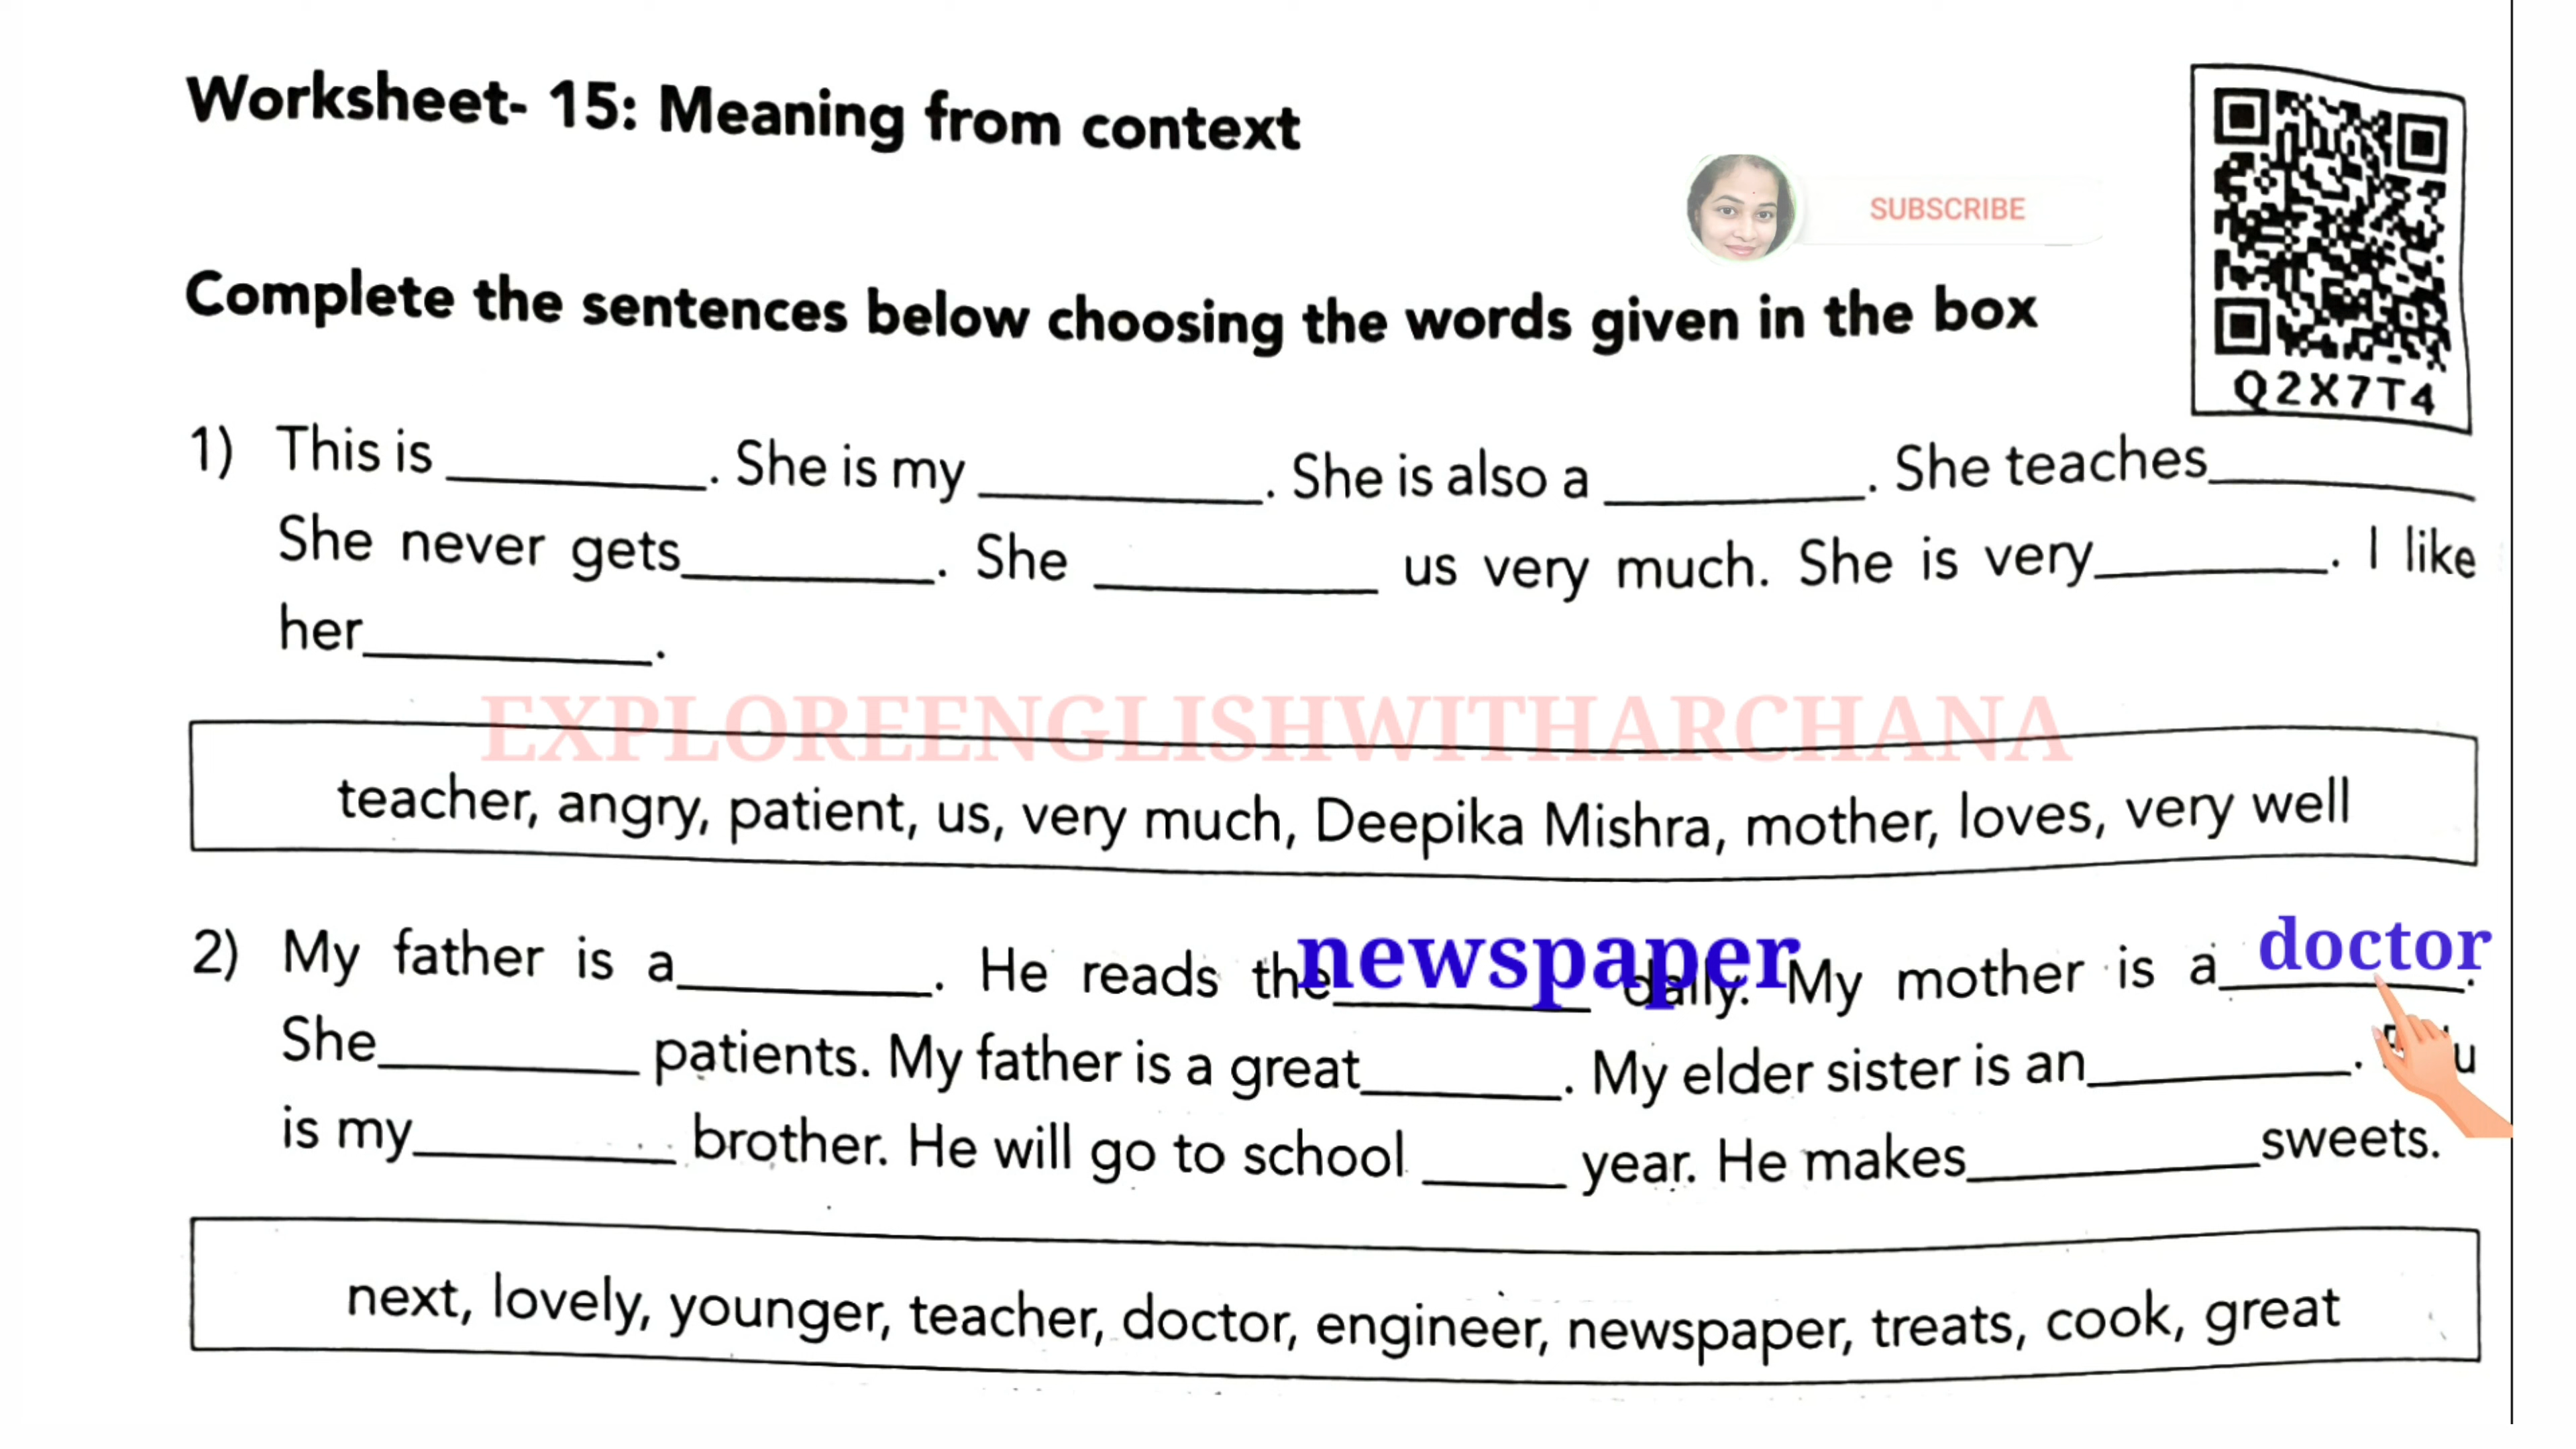 Worksheet- 15: Meaning from context
SUBSCRIBE
Complete the sentences below choosing the words given in the box
Q2X7T4
1) This is ________. She is my ________. She is also a ________. She teaches________
She never gets________. She ________ us very much. She is very________. I like
her________.
EXPLOREENGLISHWITHARCHANA
teacher, angry, patient, us, very much, Deepika Mishra, mother, loves, very well
2) My father is a________. He reads the newspaper daily. My mother is a doctor.
She________ patients. My father is a great________. My elder sister is an________.
is my________ brother. He will go to school ____ year. He makes________sweets.
next, lovely, younger, teacher, doctor, engineer, newspaper, treats, cook, great